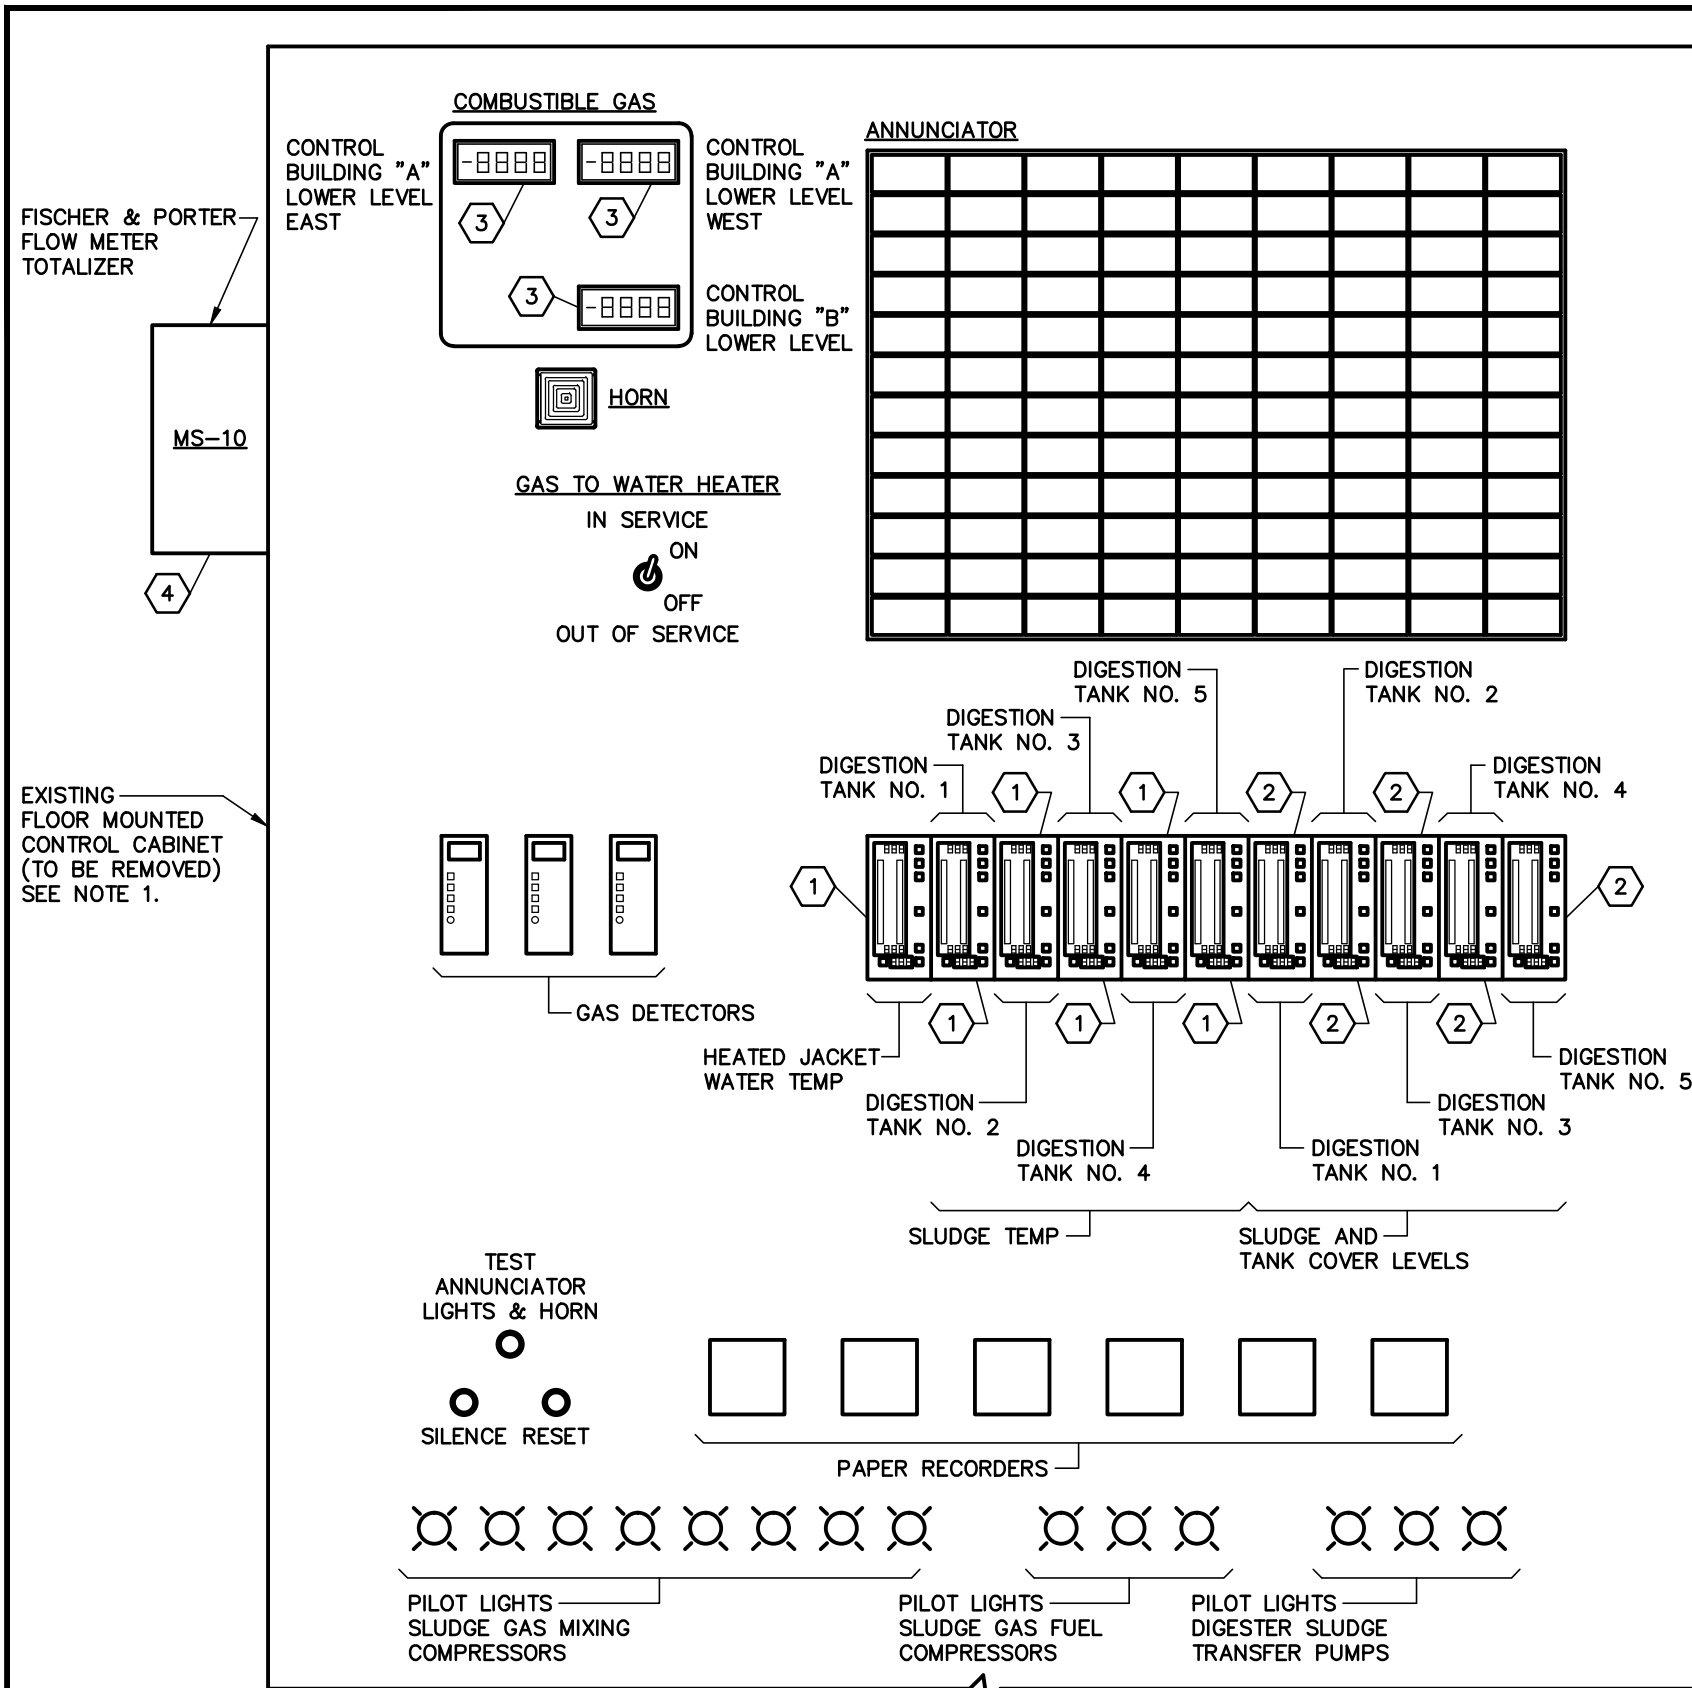 COMBUSTIBLE GAS
CONTROL
BUILDING "A"
LOWER LEVEL
EAST
-8888
-8888
CONTROL
BUILDING "A"
LOWER LEVEL
WEST
3
3
3
-8888
CONTROL
BUILDING "B"
LOWER LEVEL
ANNUNCIATOR
FISCHER & PORTER
FLOW METER
TOTALIZER
MS-10
4
HORN
GAS TO WATER HEATER
IN SERVICE
ON
OFF
OUT OF SERVICE
EXISTING
FLOOR MOUNTED
CONTROL CABINET
(TO BE REMOVED)
SEE NOTE 1.
GAS DETECTORS
DIGESTION
TANK NO. 5
DIGESTION
TANK NO. 2
DIGESTION
TANK NO. 3
DIGESTION
TANK NO. 1
1
1
2
2
DIGESTION
TANK NO. 4
1
2
1
1
1
2
2
HEATED JACKET
WATER TEMP
DIGESTION
TANK NO. 5
DIGESTION
TANK NO. 2
DIGESTION
TANK NO. 3
DIGESTION
TANK NO. 4
DIGESTION
TANK NO. 1
SLUDGE TEMP
SLUDGE AND
TANK COVER LEVELS
TEST
ANNUNCIATOR
LIGHTS & HORN
SILENCE RESET
PAPER RECORDERS
PILOT LIGHTS
SLUDGE GAS MIXING
COMPRESSORS
PILOT LIGHTS
SLUDGE GAS FUEL
COMPRESSORS
PILOT LIGHTS
DIGESTER SLUDGE
TRANSFER PUMPS